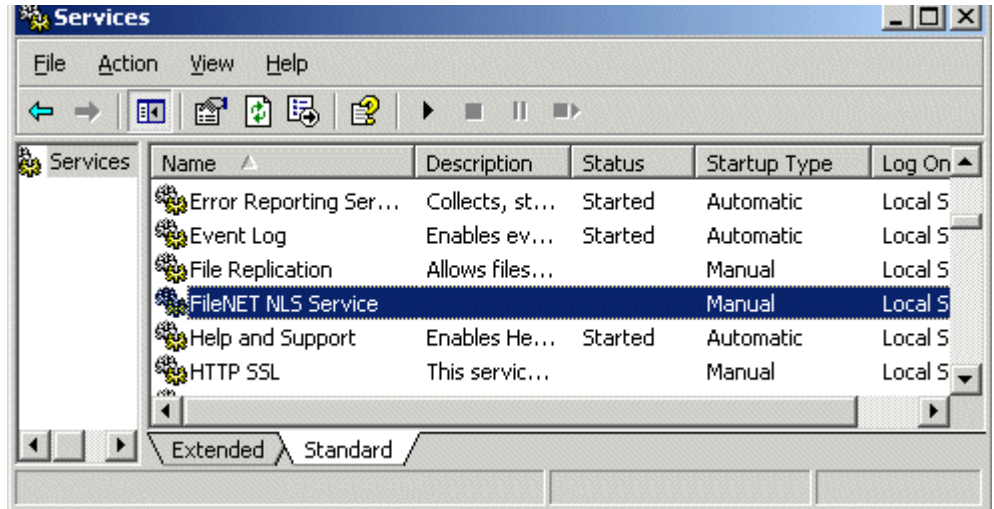 Services
File Action View Help
Services
Name Description Status Startup Type Log On
Error Reporting Ser... Collects, st... Started Automatic Local S
Event Log Enables ev... Started Automatic Local S
File Replication Allows files... Manual Local S
FileNET NLS Service Manual Local S
Help and Support Enables He... Started Automatic Local S
HTTP SSL This servic... Manual Local S
Extended Standard